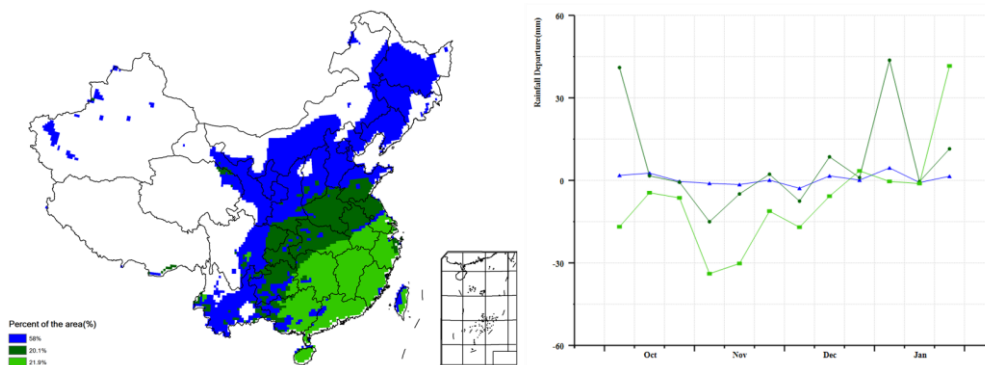 Percent of the area(%)
58%
20.1%
21.9%
Rainfall Departure(mm)
60
30
0
-30
-60
Oct
Nov
Dec
Jan